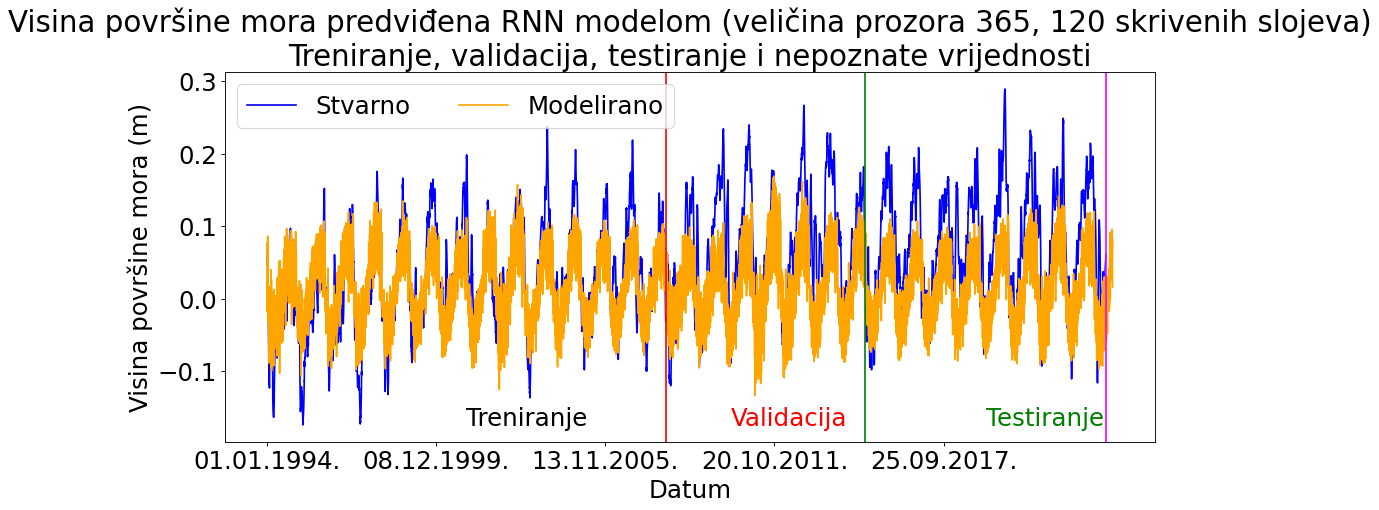 Visina površine mora predviđena RNN modelom (veličina prozora 365, 120 skrivenih slojeva)
Treniranje, validacija, testiranje i nepoznate vrijednosti
Stvarno Modelirano
Visina površine mora (m)
0.3
0.2
0.1
0.0
−0.1
Treniranje Validacija Testiranje
01.01.1994. 08.12.1999. 13.11.2005. 20.10.2011. 25.09.2017.
Datum